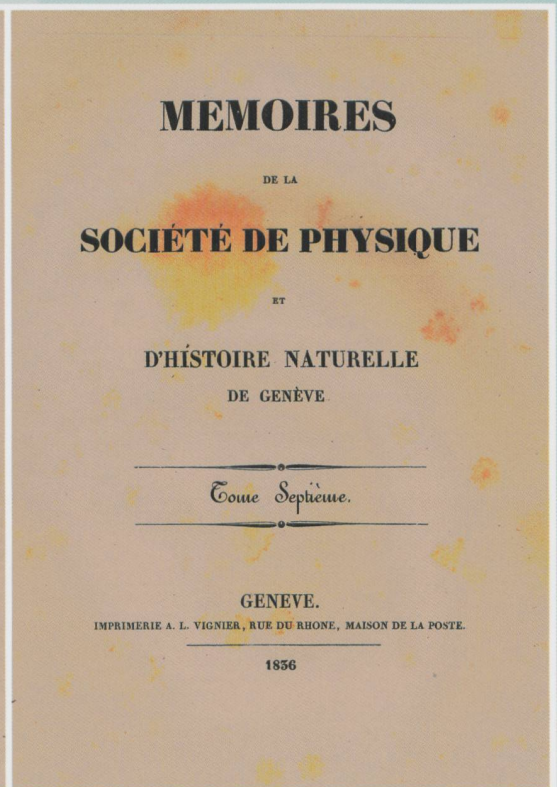 MEMOIRES
DE LA
SOCIÉTÉ DE PHYSIQUE
ET
D'HÍSTOIRE NATURELLE
DE GENÈVE
Tome Septième.
GENEVE.
IMPRIMERIE A. L. VIGNIER, RUE DU RHONE, MAISON DE LA POSTE.
1836